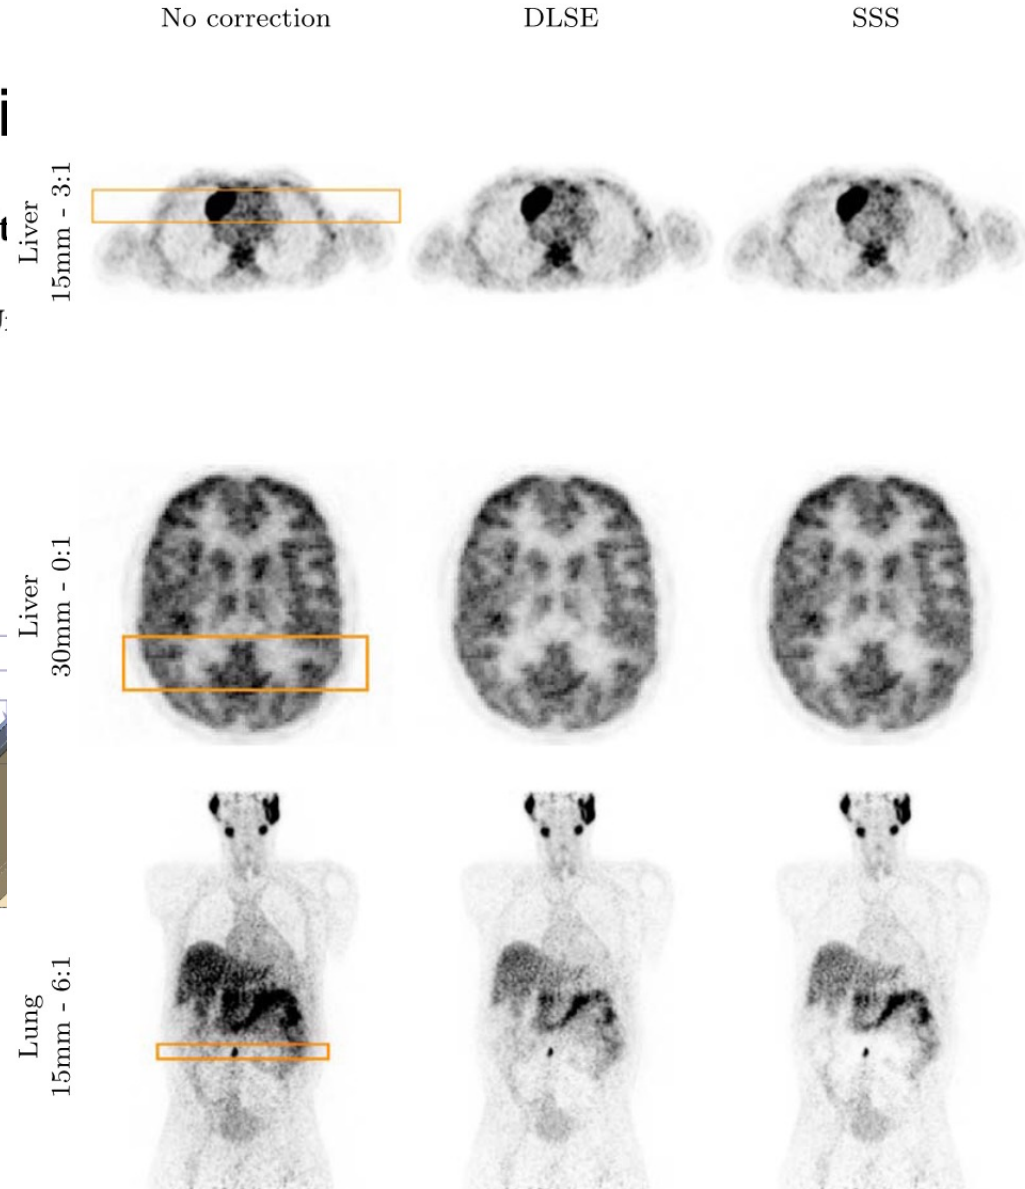 No correction DLSE SSS
Liver
15mm - 3:1
Liver
30mm - 0:1
Lung
15mm - 6:1